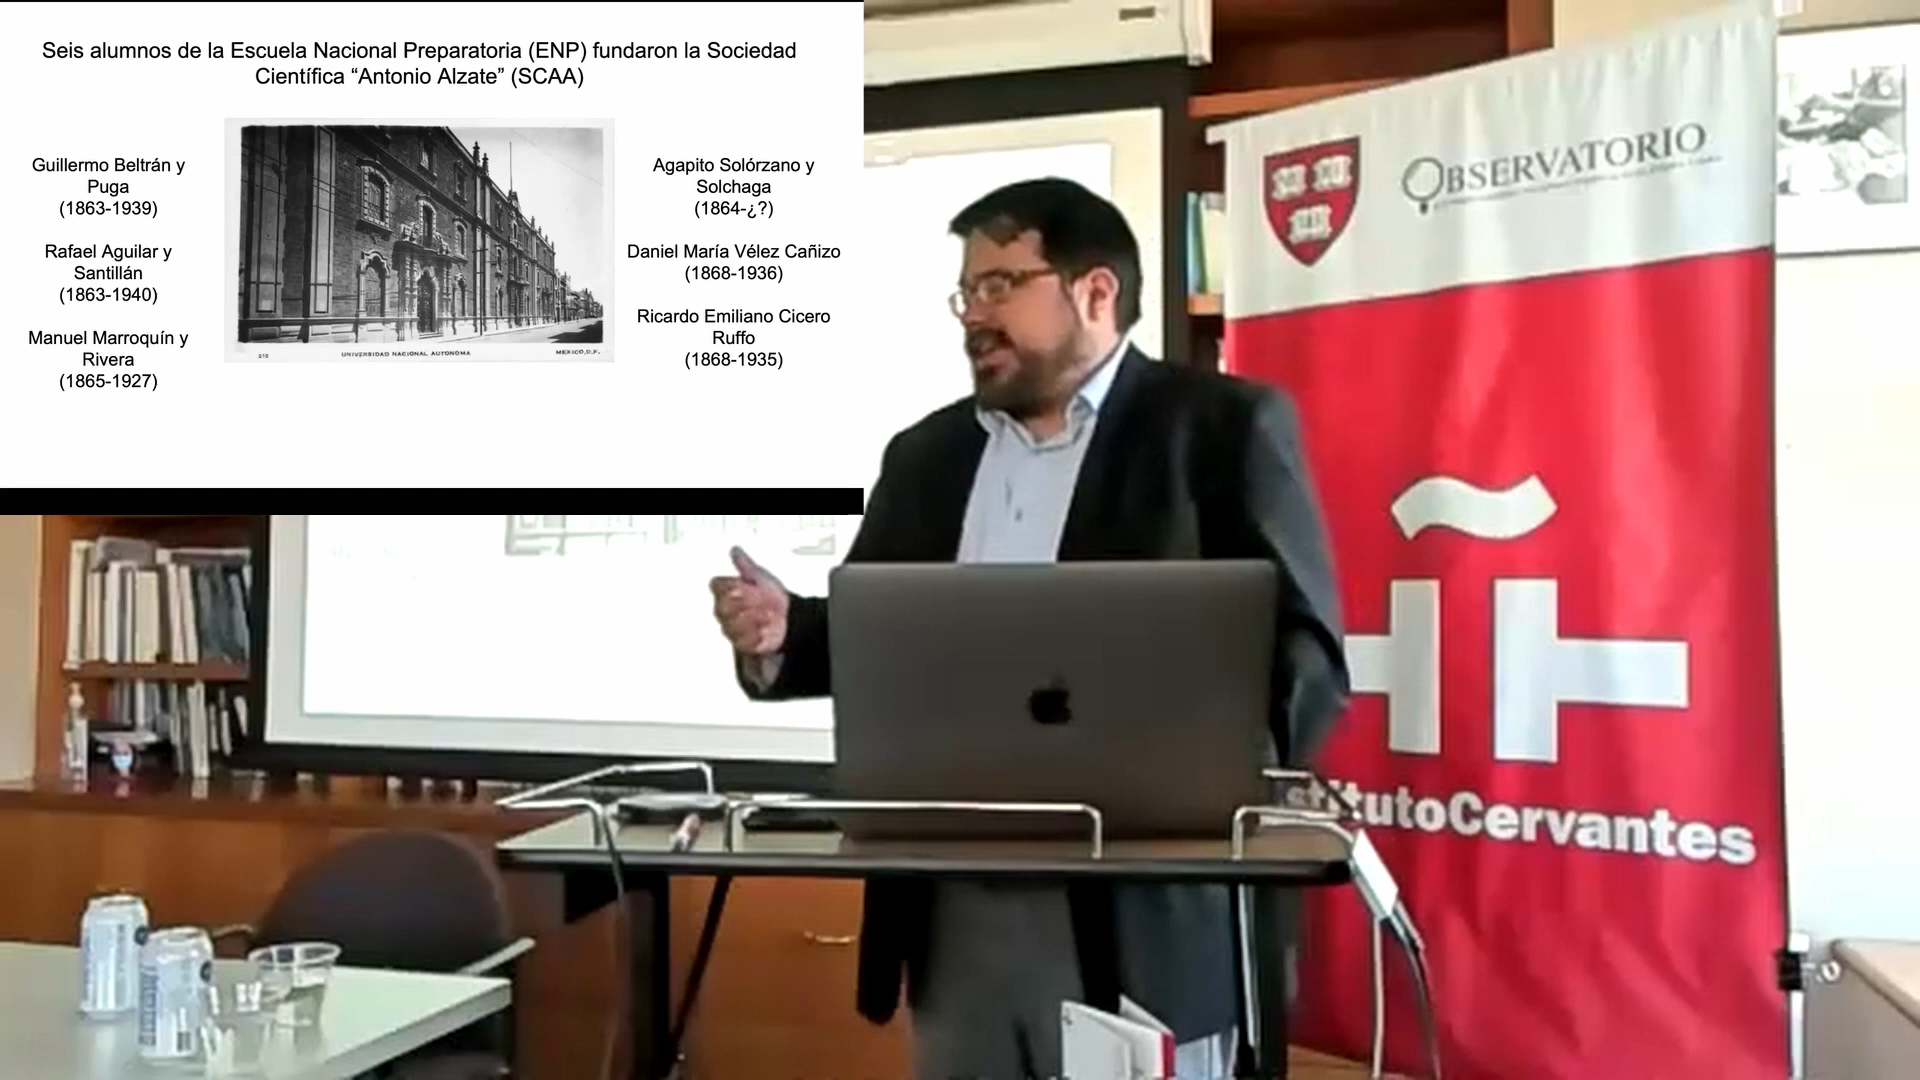 Seis alumnos de la Escuela Nacional Preparatoria (ENP) fundaron la Sociedad
Científica “Antonio Alzate” (SCAA)
Guillermo Beltrán y
Puga
(1863-1939)
Rafael Aguilar y
Santillán
(1863-1940)
Manuel Marroquín y
Rivera
(1865-1927)
210 UNIVERSIDAD NACIONAL AUTONOMA MEXICO, D.F.
Agapito Solórzano y
Solchaga
(1864-¿?)
Daniel María Vélez Cañizo
(1868-1936)
Ricardo Emiliano Cicero
Ruffo
(1868-1935)
OBSERVATORIO
stitutoCervantes